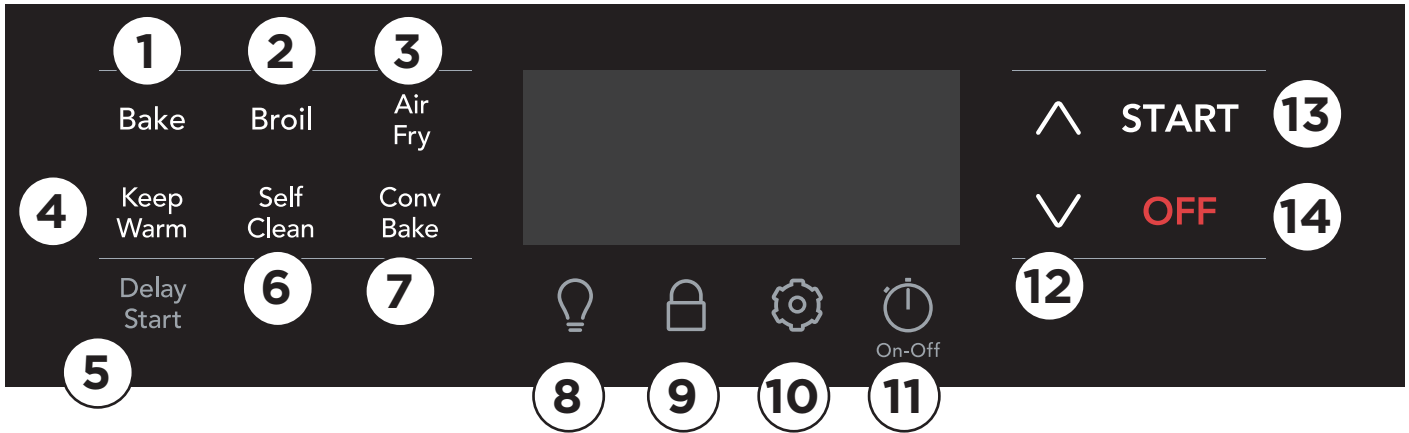 1 2 3
Bake Broil Air
Fry
START 13
4 Keep
Warm Self
Clean Conv
Bake
OFF 14
Delay
Start
6 7 12
5
On-Off
8 9 10 11